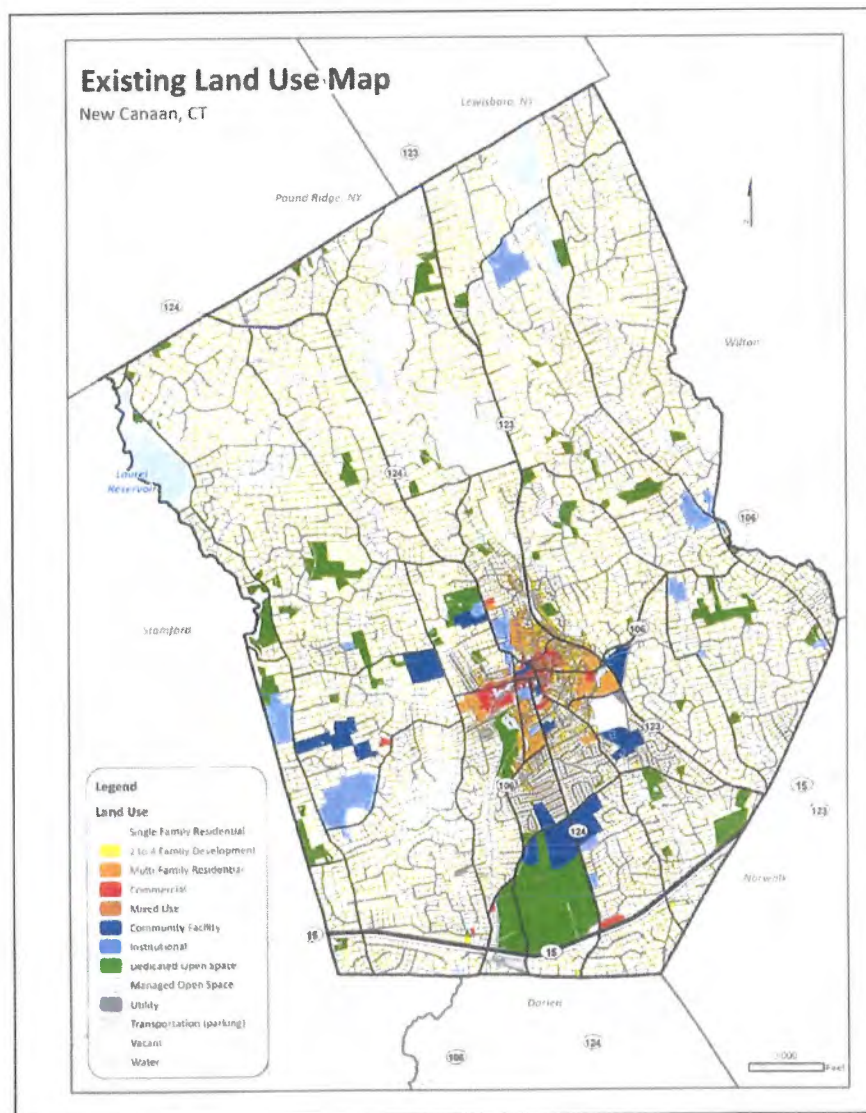 Existing Land Use Map
New Canaan, CT
Lewisboro, NY
123
Pound Ridge, NY
N
124
Wilton
123
Laurel
Reservoir
124
106
Stamford
106
123
106
15
123
124
Norwalk
15
15
Darien
106
124
Feet
Legend
Land Use
Single Family Residential
2 to 4 Family Development
Multi Family Residential
Commercial
Mixed Use
Community Facility
Institutional
Dedicated Open Space
Managed Open Space
Utility
Transportation (parking)
Vacant
Water